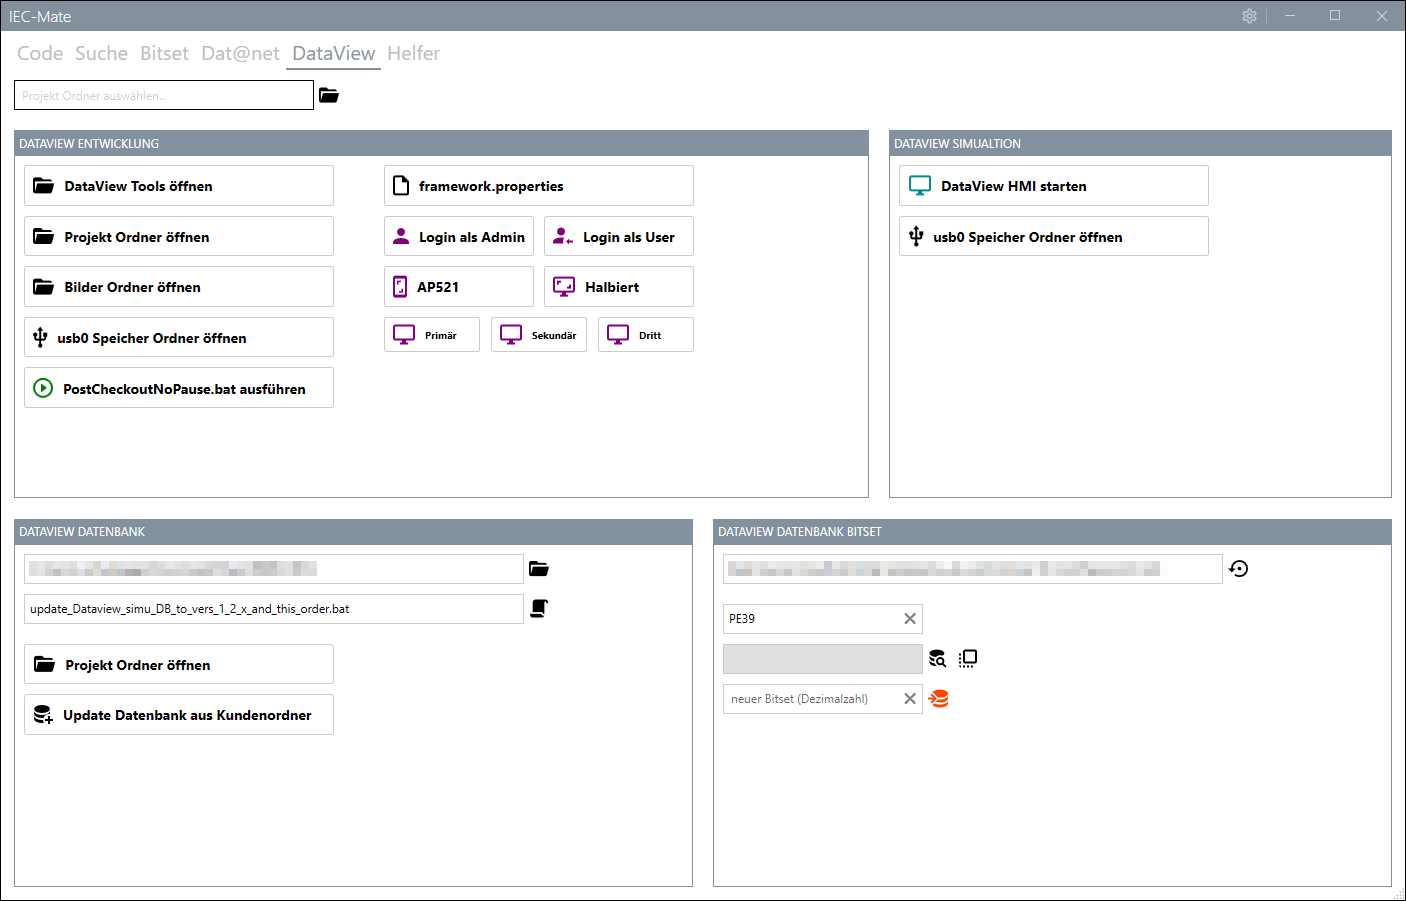 IEC-Mate
Code Suche Bitset Dat@net DataView Helfer
Projekt Ordner auswählen...
DATAVIEW ENTWICKLUNG
DataView Tools öffnen
Projekt Ordner öffnen
Bilder Ordner öffnen
usb0 Speicher Ordner öffnen
PostCheckoutNoPause.bat ausführen
framework.properties
Login als Admin
Login als User
AP521
Halbiert
Primär
Sekundär
Dritt
DATAVIEW SIMUALTION
DataView HMI starten
usb0 Speicher Ordner öffnen
DATAVIEW DATENBANK
update_Dataview_simu_DB_to_vers_1_2_x_and_this_order.bat
Projekt Ordner öffnen
Update Datenbank aus Kundenordner
DATAVIEW DATENBANK BITSET
PE39
neuer Bitset (Dezimalzahl)